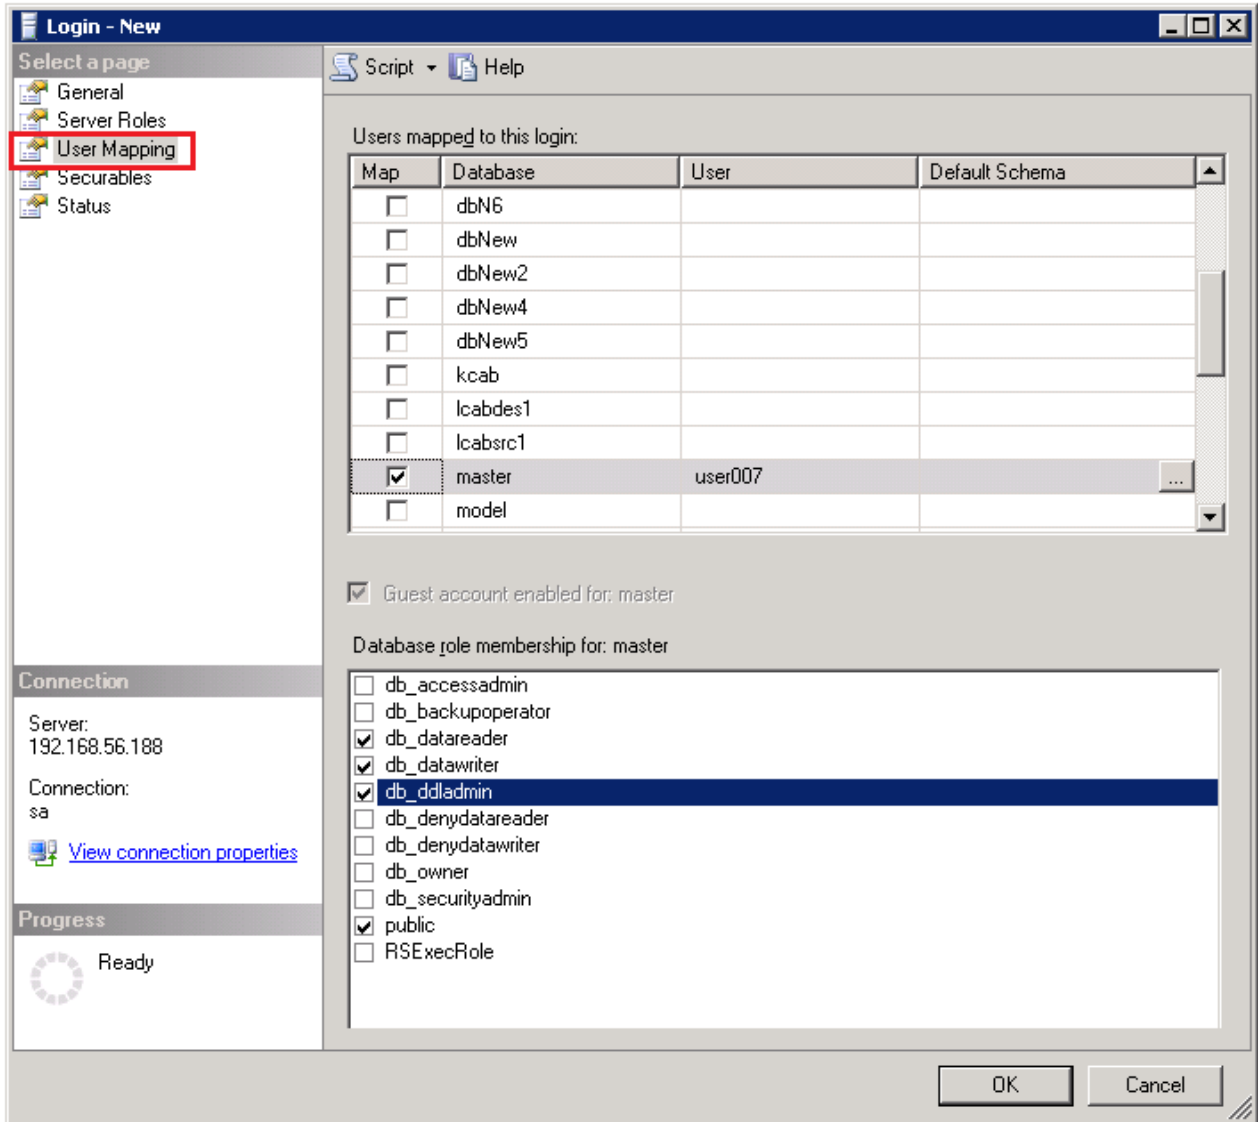 Login - New
Select a page
General
Server Roles
User Mapping
Securables
Status
Script Help
Users mapped to this login:
Map Database User Default Schema
dbN6
dbNew
dbNew2
dbNew4
dbNew5
kcab
lcabdes1
lcabsrc1
master user007 ...
model
Guest account enabled for: master
Database role membership for: master
db_accessadmin
db_backupoperator
db_datareader
db_datawriter
db_ddladmin
db_denydatareader
db_denydatawriter
db_owner
db_securityadmin
public
RSExecRole
Connection
Server:
192.168.56.188
Connection:
sa
View connection properties
Progress
Ready
OK Cancel